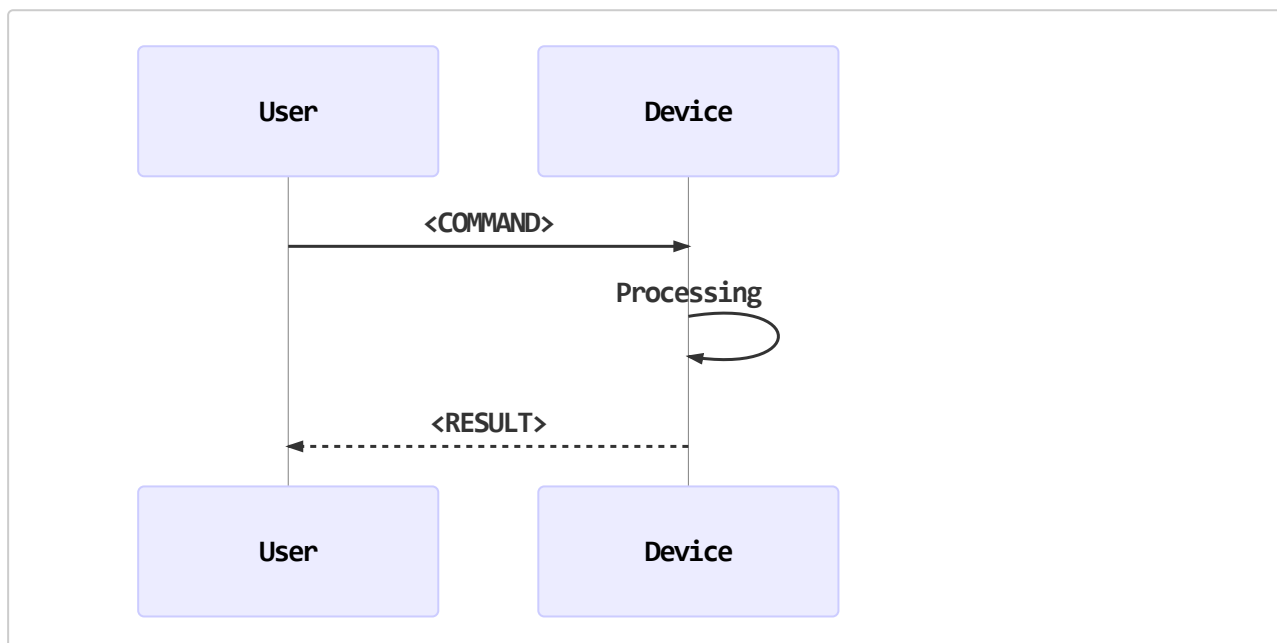 User Device
<COMMAND>
Processing
<RESULT>
User Device